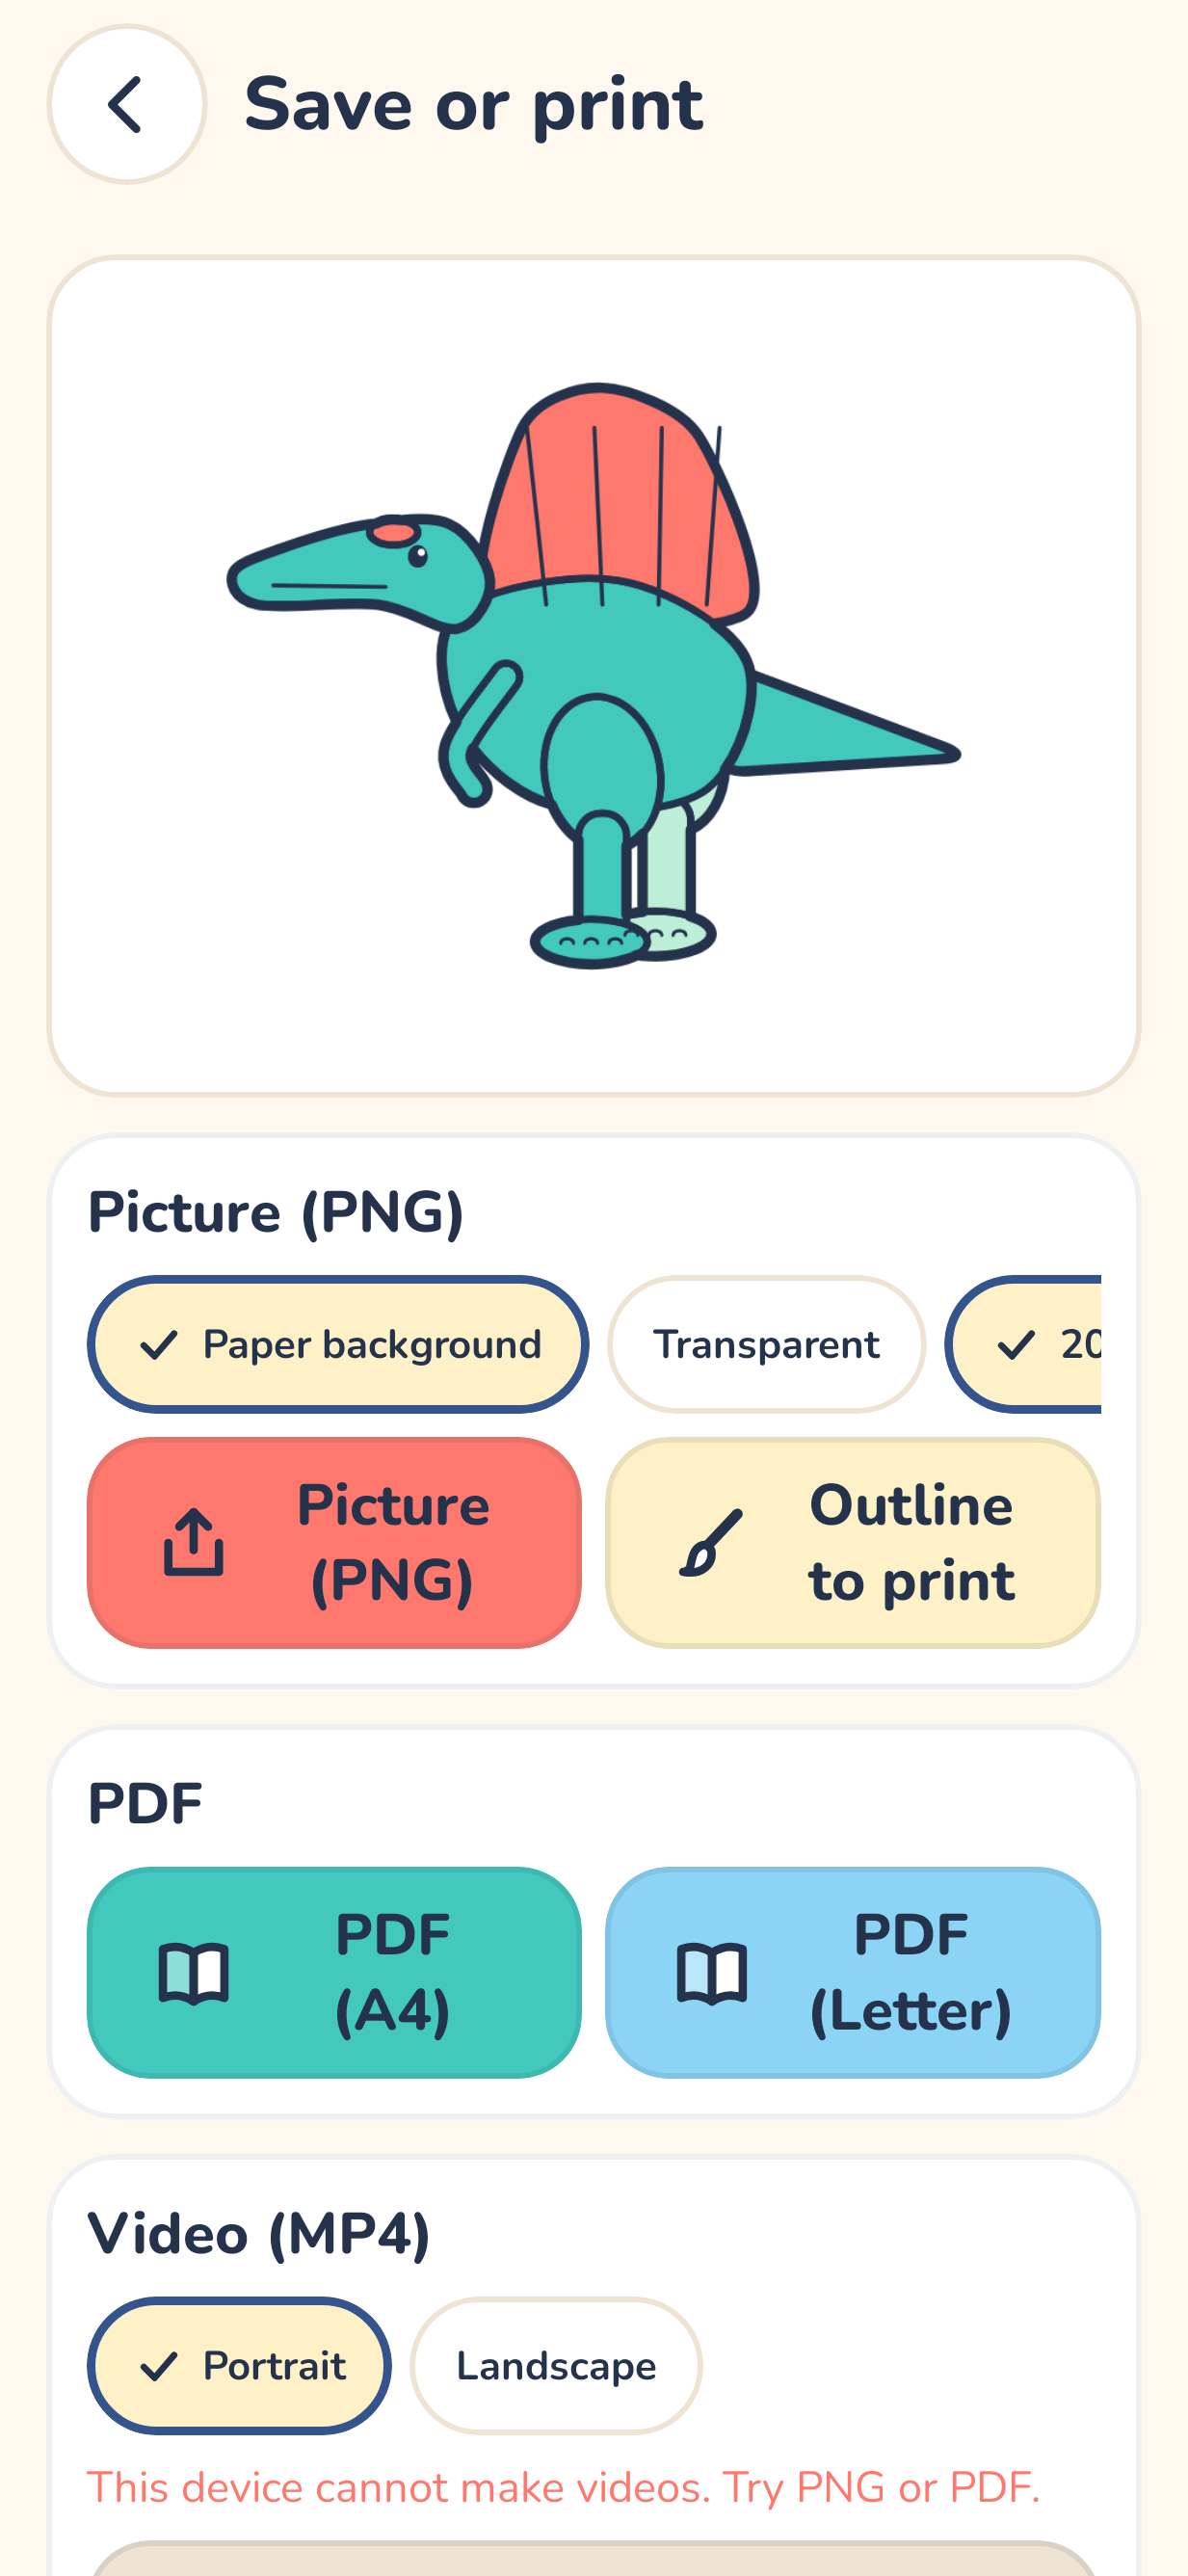 Save or print
Picture (PNG)
Paper background
Transparent
20
Picture
(PNG)
Outline
to print
PDF
PDF
(A4)
PDF
(Letter)
Video (MP4)
Portrait
Landscape
This device cannot make videos. Try PNG or PDF.